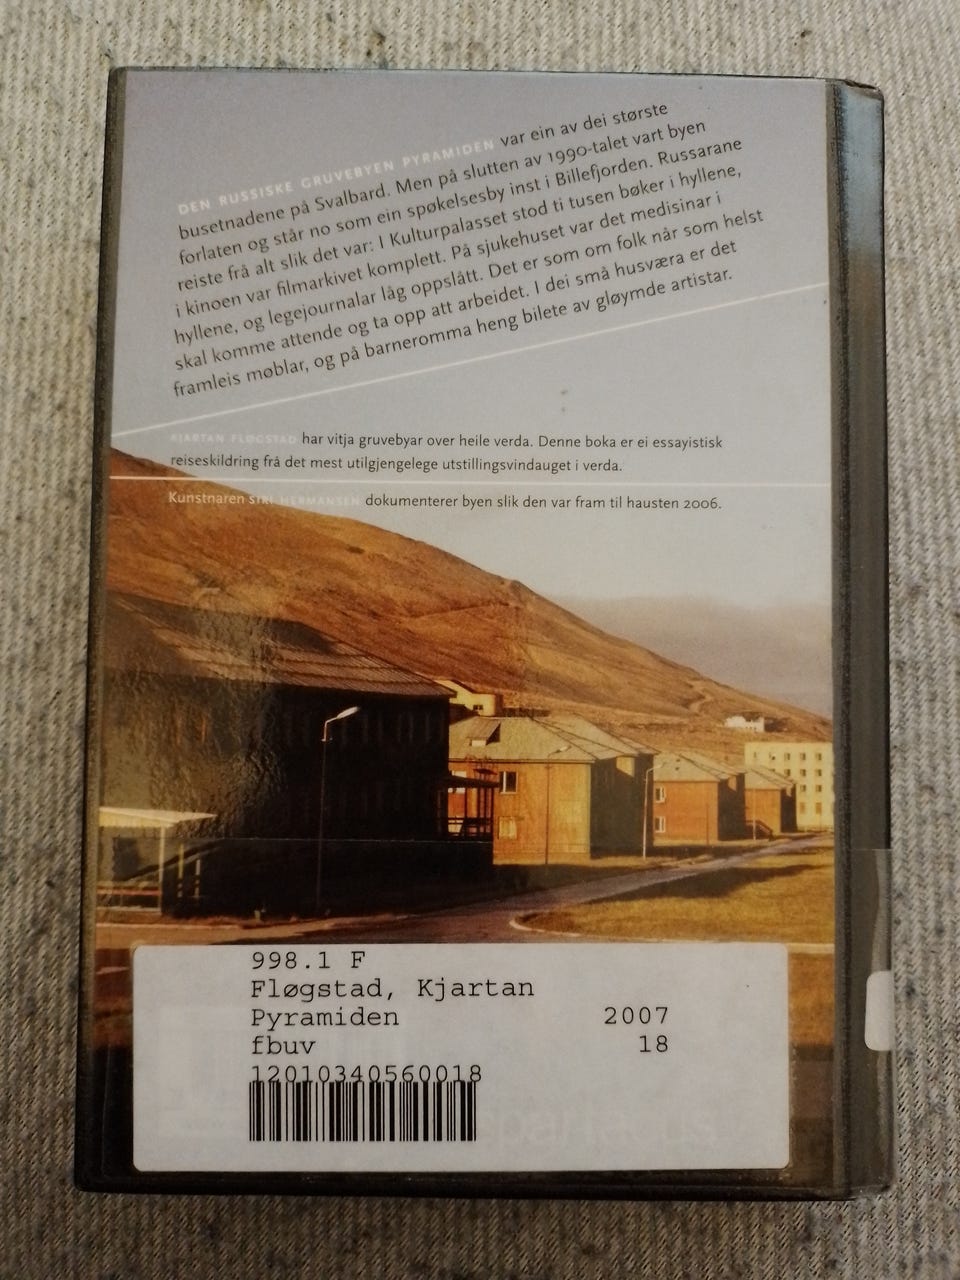 DEN RUSSISKE GRUVEBYEN PYRAMIDEN var ein av dei største
busetnadene på Svalbard. Men på slutten av 1990-talet vart byen
forlaten og står no som ein spøkelsesby inst i Billefjorden. Russarane
reiste frå alt slik det var: I Kulturpalasset stod ti tusen bøker i hyllene,
i kinoen var filmarkivet komplett. På sjukehuset var det medisinar i
hyllene, og legejournalar låg oppslått. Det er som om folk når som helst
skal komme attende og ta opp att arbeidet. I dei små husværa er det
framleis møblar, og på barneromma heng bilete av gløymde artistar.
KJARTAN FLØGSTAD har vitja gruvebyar over heile verda. Denne boka er ei essayistisk
reiseskildring frå det mest utilgjengelege utstillingsvindauget i verda.
Kunstnaren SIRI HERMANSEN dokumenterer byen slik den var fram til hausten 2006.
998.1 F
Fløgstad, Kjartan
Pyramiden 2007
fbuv 18
12010340560018
spartacus